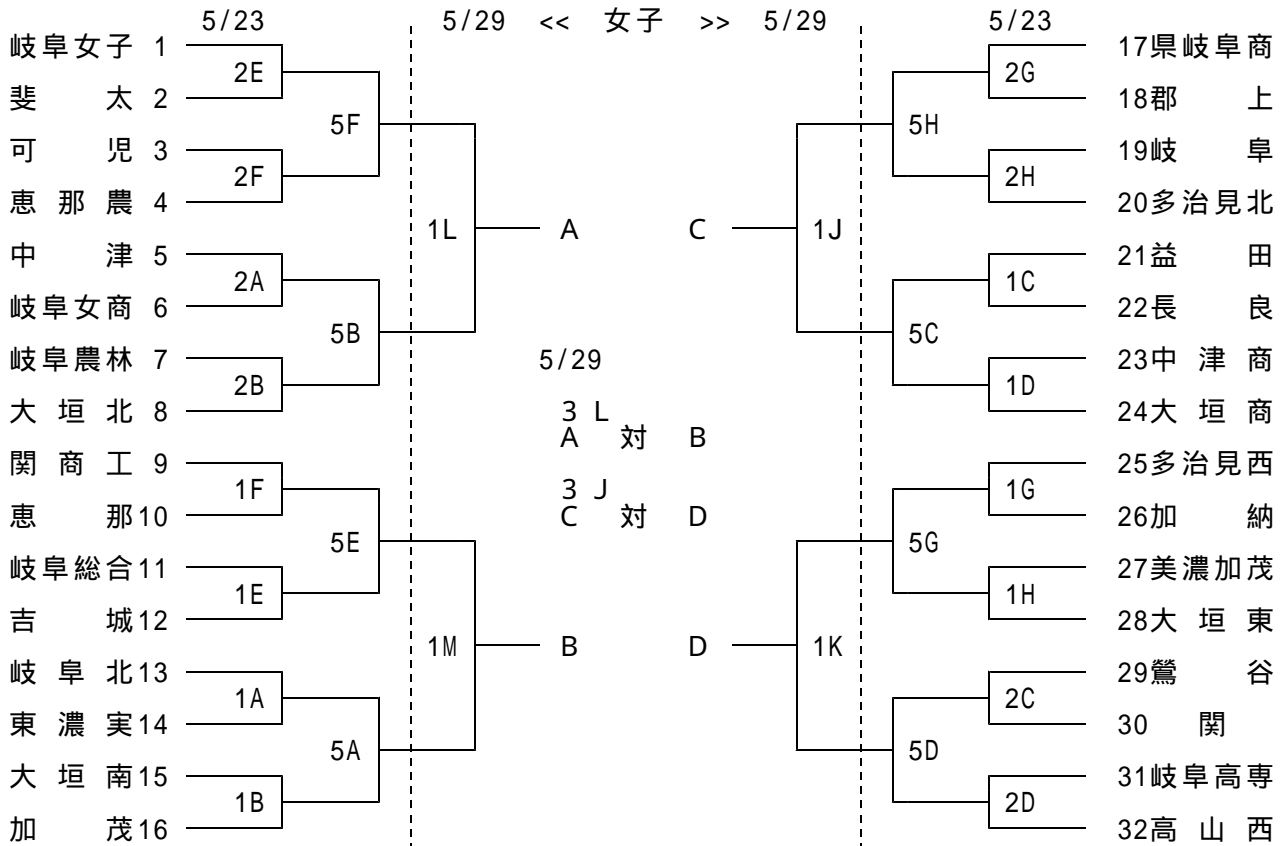 5/23 5/29 << 女子 >> 5/29 5/23
岐阜女子 1 17県岐阜商
2E 2G
斐太 2 18郡上
5F 5H
可児 3 19岐阜
2F 2H
恵那農 4 20多治見北
1L A C 1J
中津 5 21益田
2A 1C
岐阜女商 6 22長良
5B 5C
岐阜農林 7 5/29 23中津商
2B 1D
大垣北 8 3 L 24大垣商
A 対 B
関商工 9 25多治見西
1F 3 J 1G
恵那10 C 対 D 26加納
5E 5G
岐阜総合11 27美濃加茂
1E 1H
吉城12 28大垣東
1M B D 1K
岐阜北13 29鶯谷
1A 2C
東濃実14 30関
5A 5D
大垣南15 31岐阜高専
1B 2D
加茂16 32高山西